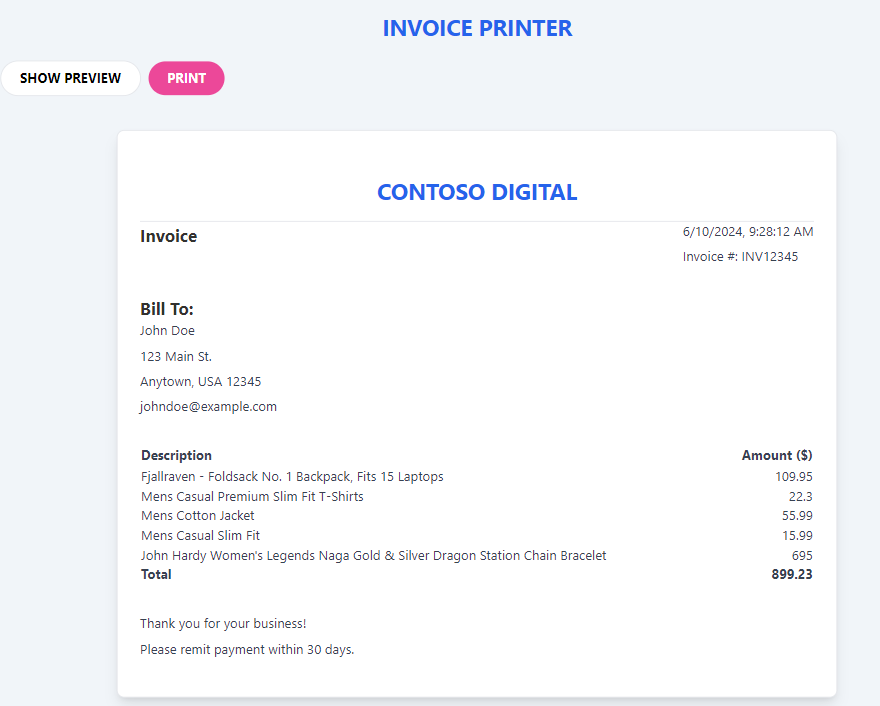 INVOICE PRINTER
SHOW PREVIEW PRINT
CONTOSO DIGITAL
Invoice 6/10/2024, 9:28:12 AM
Invoice #: INV12345
Bill To:
John Doe
123 Main St.
Anytown, USA 12345
johndoe@example.com
Description Amount ($)
Fjallraven - Foldsack No. 1 Backpack, Fits 15 Laptops 109.95
Mens Casual Premium Slim Fit T-Shirts 22.3
Mens Cotton Jacket 55.99
Mens Casual Slim Fit 15.99
John Hardy Women's Legends Naga Gold & Silver Dragon Station Chain Bracelet 695
Total 899.23
Thank you for your business!
Please remit payment within 30 days.